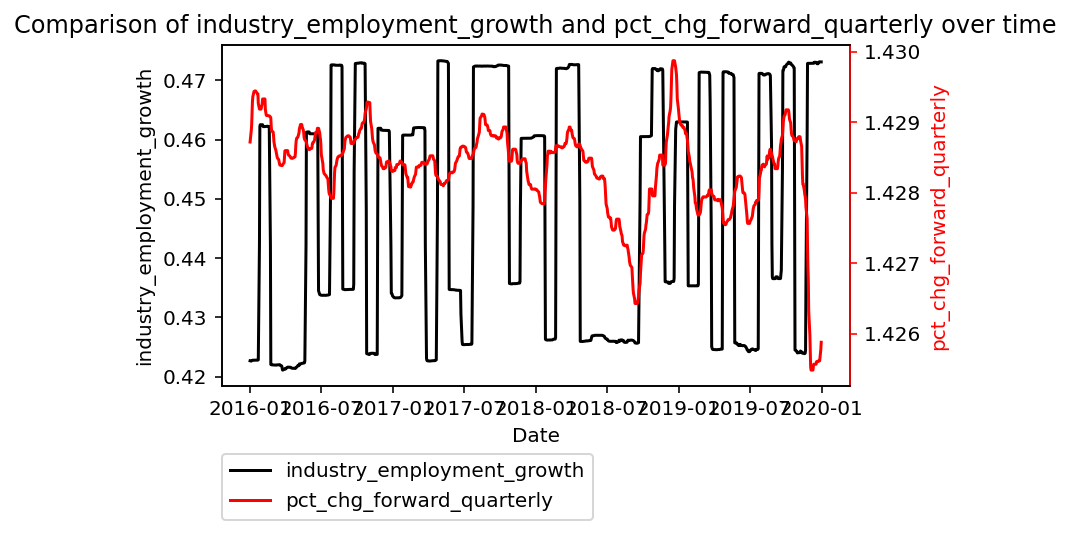 Comparison of industry_employment_growth and pct_chg_forward_quarterly over time
industry_employment_growth
0.47
0.46
0.45
0.44
0.43
0.42
1.430
1.429
1.428
1.427
1.426
pct_chg_forward_quarterly
2016-01 2016-07 2017-01 2017-07 2018-01 2018-07 2019-01 2019-07 2020-01
Date
industry_employment_growth
pct_chg_forward_quarterly